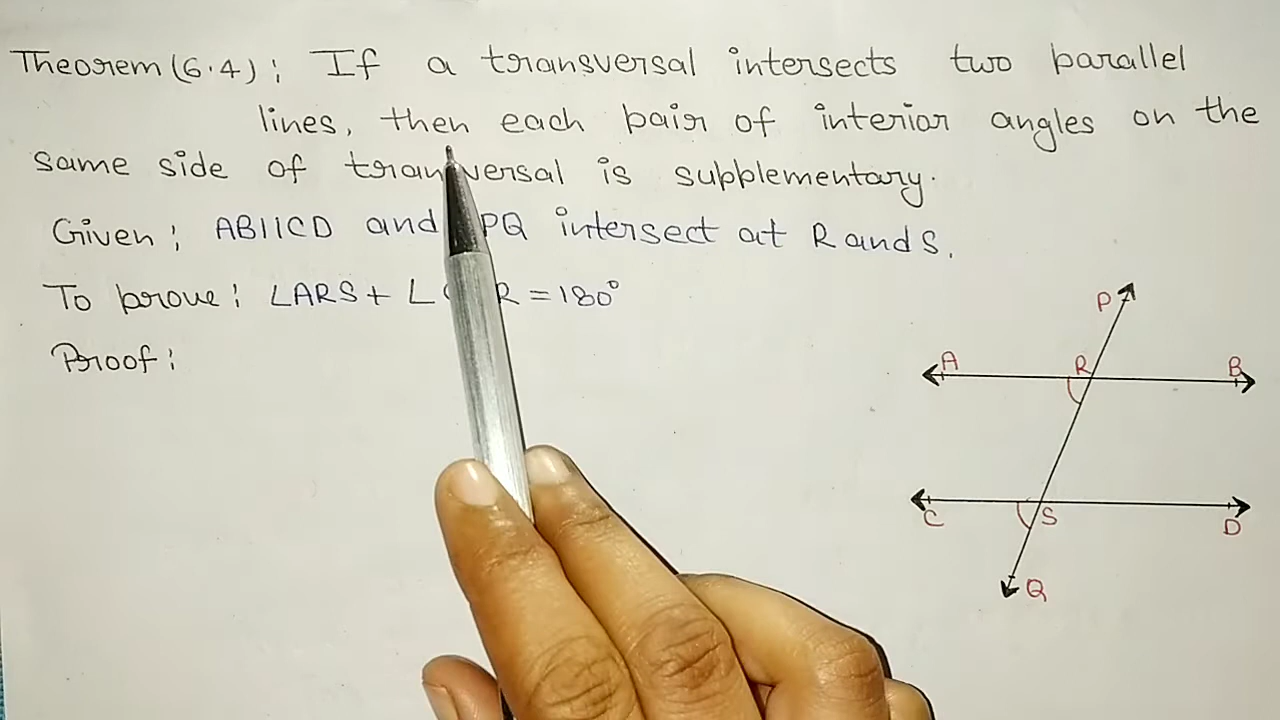 Theorem (6.4): If a transversal intersects two parallel
lines, then each pair of interior angles on the
same side of transversal is supplementary.
Given: AB||CD and PQ intersect at R and S.
To prove: ∠ARS + ∠ R = 180°
Proof:
P
A
R
B
C
S
D
Q